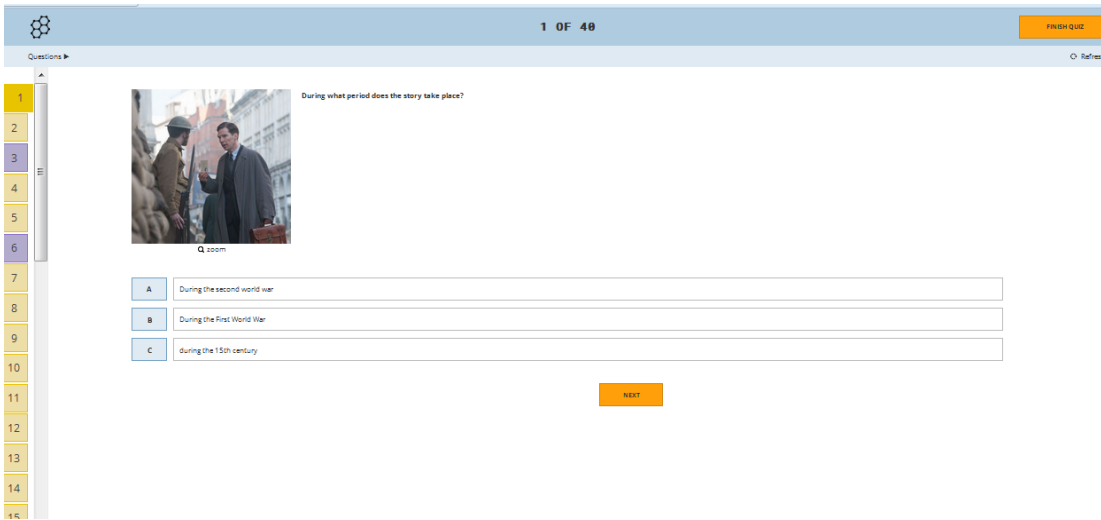 1 OF 40
FINISH QUIZ
Questions
Refres
1
2
3
4
5
6
7
8
9
10
11
12
13
14
15
During what period does the story take place?
zoom
A During the second world war
B During the First World War
C during the 15th century
NEXT